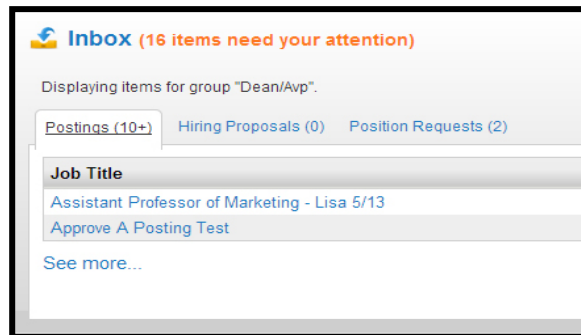 Inbox (16 items need your attention)
Displaying items for group "Dean/Avp".
Postings (10+) Hiring Proposals (0) Position Requests (2)
Job Title
Assistant Professor of Marketing - Lisa 5/13
Approve A Posting Test
See more...